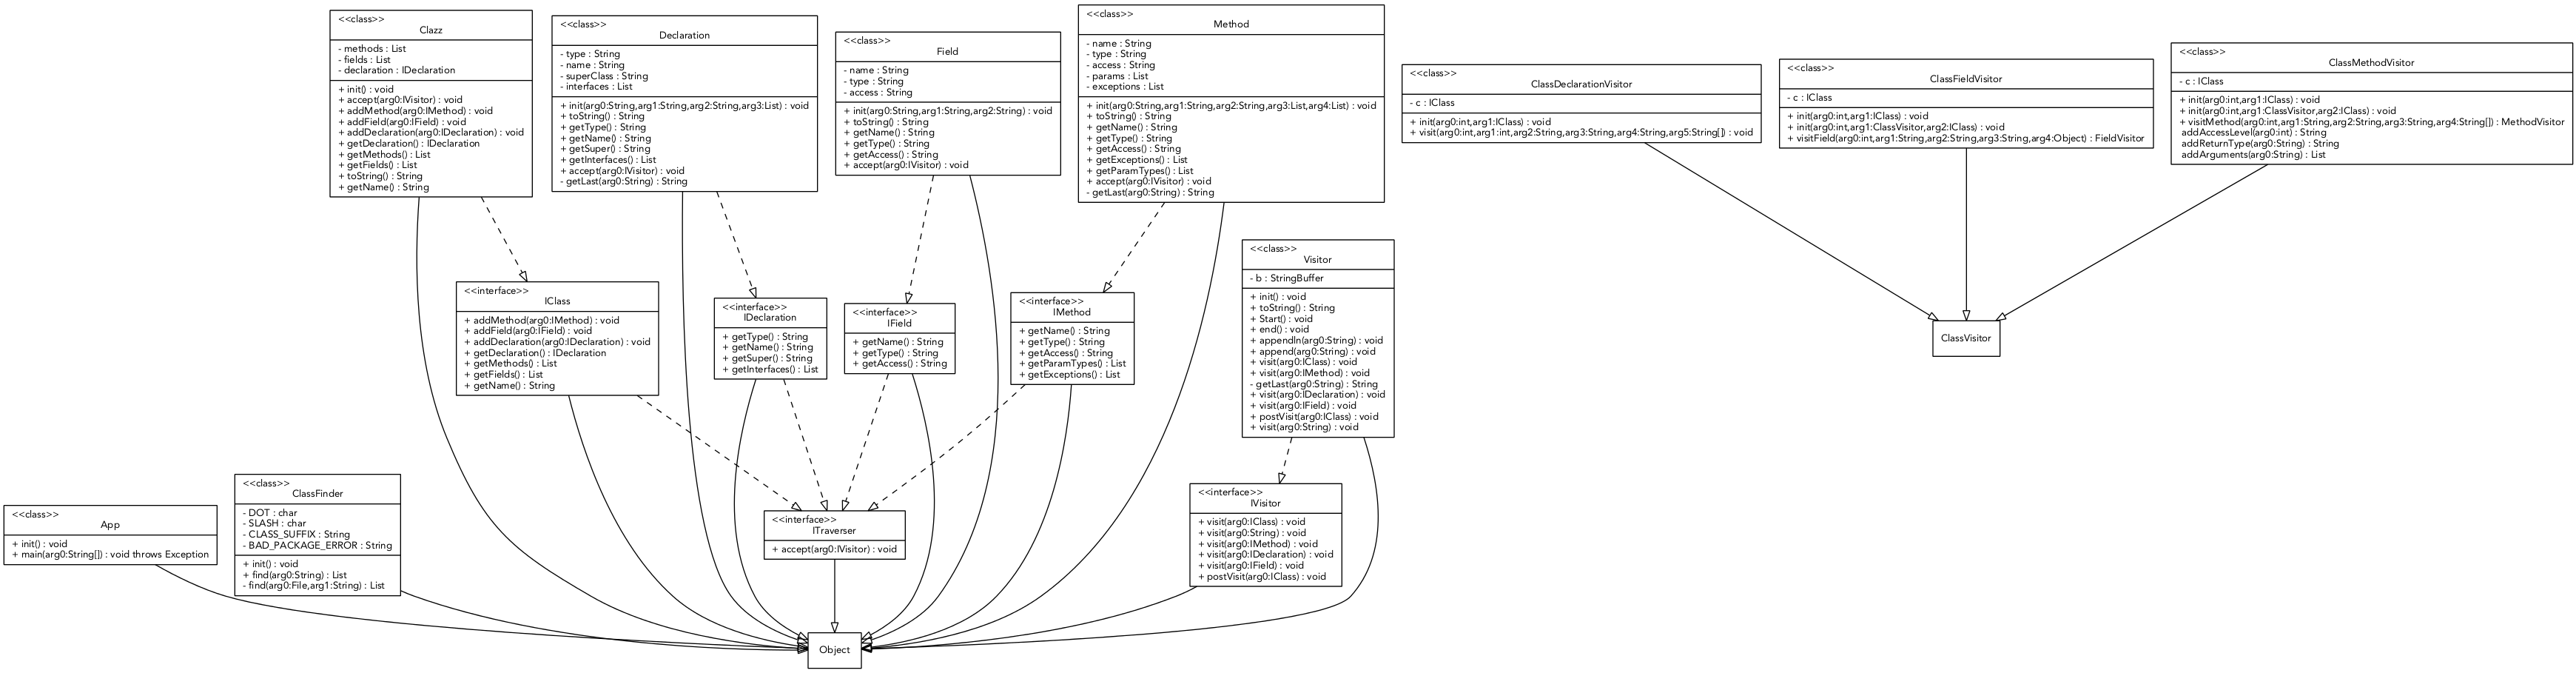 <<class>>
Clazz
- methods : List
- fields : List
- declaration : IDeclaration
+ init() : void
+ accept(arg0:IVisitor) : void
+ addMethod(arg0:IMethod) : void
+ addField(arg0:IField) : void
+ addDeclaration(arg0:IDeclaration) : void
+ getDeclaration() : IDeclaration
+ getMethods() : List
+ getFields() : List
+ toString() : String
+ getName() : String
<<class>>
Declaration
- type : String
- name : String
- superClass : String
- interfaces : List
+ init(arg0:String,arg1:String,arg2:String,arg3:List) : void
+ toString() : String
+ getType() : String
+ getName() : String
+ getSuper() : String
+ getInterfaces() : List
+ accept(arg0:IVisitor) : void
- getLast(arg0:String) : String
<<class>>
Field
- name : String
- type : String
- access : String
+ init(arg0:String,arg1:String,arg2:String) : void
+ toString() : String
+ getName() : String
+ getType() : String
+ getAccess() : String
+ accept(arg0:IVisitor) : void
<<class>>
Method
- name : String
- type : String
- access : String
- params : List
- exceptions : List
+ init(arg0:String,arg1:String,arg2:String,arg3:List,arg4:List) : void
+ toString() : String
+ getName() : String
+ getType() : String
+ getAccess() : String
+ getExceptions() : List
+ getParamTypes() : List
+ accept(arg0:IVisitor) : void
- getLast(arg0:String) : String
<<class>>
ClassDeclarationVisitor
- c : IClass
+ init(arg0:int,arg1:IClass) : void
+ visit(arg0:int,arg1:int,arg2:String,arg3:String,arg4:String,arg5:String[]) : void
<<class>>
ClassFieldVisitor
- c : IClass
+ init(arg0:int,arg1:IClass) : void
+ init(arg0:int,arg1:ClassVisitor,arg2:IClass) : void
+ visitField(arg0:int,arg1:String,arg2:String,arg3:String,arg4:Object) : FieldVisitor
<<class>>
ClassMethodVisitor
- c : IClass
+ init(arg0:int,arg1:IClass) : void
+ init(arg0:int,arg1:ClassVisitor,arg2:IClass) : void
+ visitMethod(arg0:int,arg1:String,arg2:String,arg3:String,arg4:String[]) : MethodVisitor
addAccessLevel(arg0:int) : String
addReturnType(arg0:String) : String
addArguments(arg0:String) : List
<<interface>>
IClass
+ addMethod(arg0:IMethod) : void
+ addField(arg0:IField) : void
+ addDeclaration(arg0:IDeclaration) : void
+ getDeclaration() : IDeclaration
+ getMethods() : List
+ getFields() : List
+ getName() : String
<<interface>>
IDeclaration
+ getType() : String
+ getName() : String
+ getSuper() : String
+ getInterfaces() : List
<<interface>>
IField
+ getName() : String
+ getType() : String
+ getAccess() : String
<<interface>>
IMethod
+ getName() : String
+ getType() : String
+ getAccess() : String
+ getParamTypes() : List
+ getExceptions() : List
<<class>>
Visitor
- b : StringBuffer
+ init() : void
+ toString() : String
+ Start() : void
+ end() : void
+ appendln(arg0:String) : void
+ append(arg0:String) : void
+ visit(arg0:IClass) : void
+ visit(arg0:IMethod) : void
- getLast(arg0:String) : String
+ visit(arg0:IDeclaration) : void
+ visit(arg0:IField) : void
+ postVisit(arg0:IClass) : void
+ visit(arg0:String) : void
ClassVisitor
<<class>>
App
+ init() : void
+ main(arg0:String[]) : void throws Exception
<<class>>
ClassFinder
- DOT : char
- SLASH : char
- CLASS_SUFFIX : String
- BAD_PACKAGE_ERROR : String
+ init() : void
+ find(arg0:String) : List
- find(arg0:File,arg1:String) : List
<<interface>>
ITraverser
+ accept(arg0:IVisitor) : void
<<interface>>
IVisitor
+ visit(arg0:IClass) : void
+ visit(arg0:String) : void
+ visit(arg0:IMethod) : void
+ visit(arg0:IDeclaration) : void
+ visit(arg0:IField) : void
+ postVisit(arg0:IClass) : void
Object